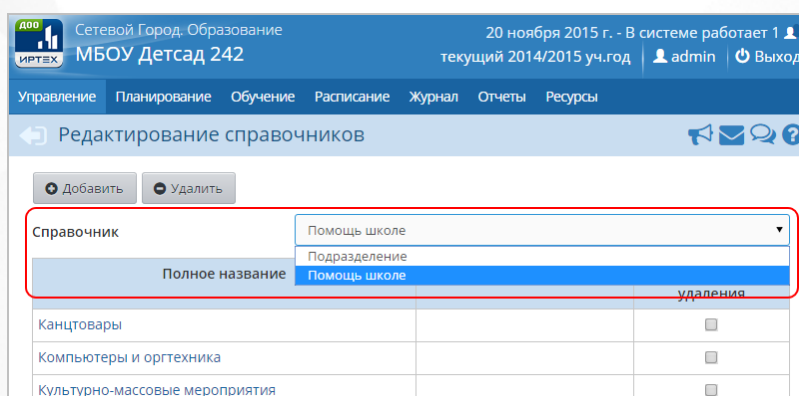 ДОО
ИРТЕХ
Сетевой Город. Образование
МБОУ Детсад 242
20 ноября 2015 г. - В системе работает 1
текущий 2014/2015 уч.год admin Выход
Управление Планирование Обучение Расписание Журнал Отчеты Ресурсы
Редактирование справочников
Добавить Удалить
Справочник Помощь школе
Подразделение
Полное название Помощь школе
удаления
Канцтовары
Компьютеры и оргтехника
Культурно-массовые мероприятия